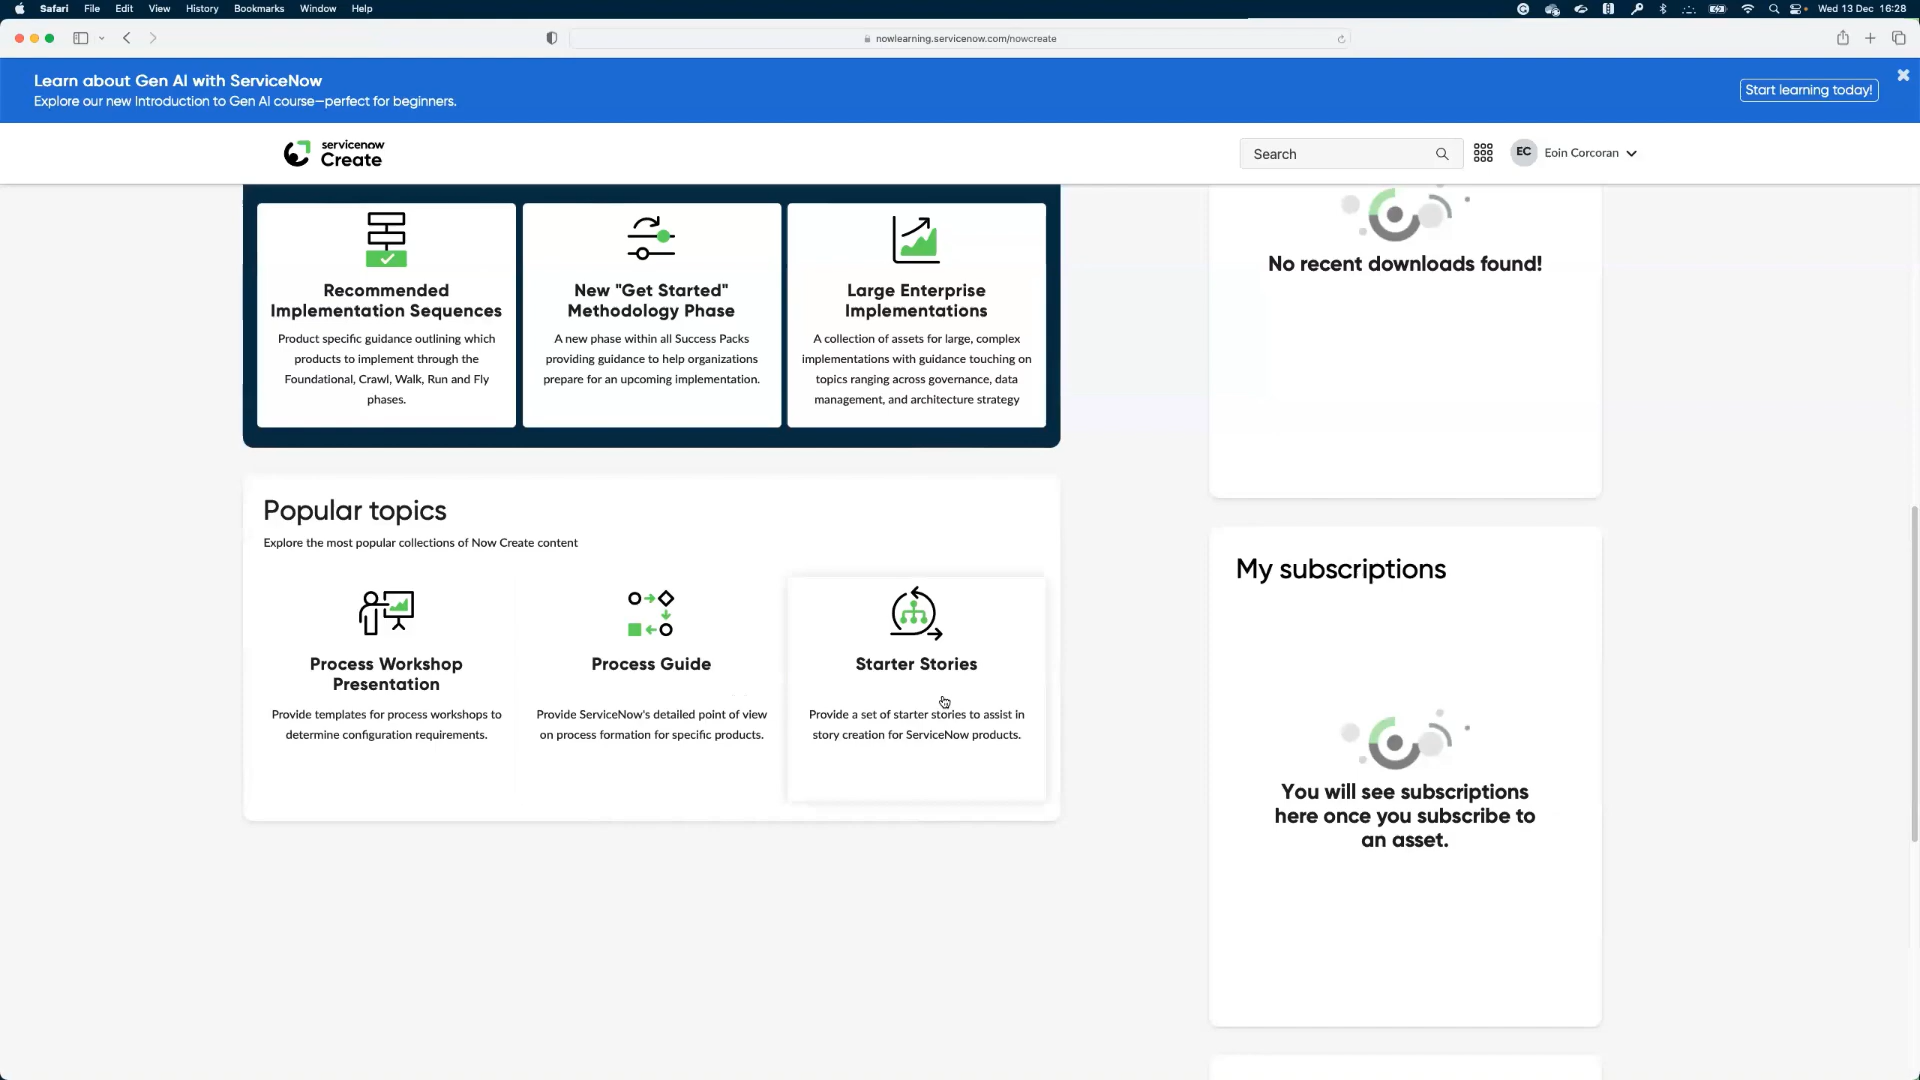 Safari File Edit View History Bookmarks Window Help Wed 13 Dec 16:28
nowlearning.servicenow.com/nowcreate
Learn about Gen AI with ServiceNow
Explore our new Introduction to Gen AI course—perfect for beginners.
Start learning today!
servicenow
Create
Search
EC Eoin Corcoran
Recommended
Implementation Sequences
Product specific guidance outlining which
products to implement through the
Foundational, Crawl, Walk, Run and Fly
phases.
New "Get Started"
Methodology Phase
A new phase within all Success Packs
providing guidance to help organizations
prepare for an upcoming implementation.
Large Enterprise
Implementations
A collection of assets for large, complex
implementations with guidance touching on
topics ranging across governance, data
management, and architecture strategy
No recent downloads found!
Popular topics
Explore the most popular collections of Now Create content
Process Workshop
Presentation
Provide templates for process workshops to
determine configuration requirements.
Process Guide
Provide ServiceNow's detailed point of view
on process formation for specific products.
Starter Stories
Provide a set of starter stories to assist in
story creation for ServiceNow products.
My subscriptions
You will see subscriptions
here once you subscribe to
an asset.